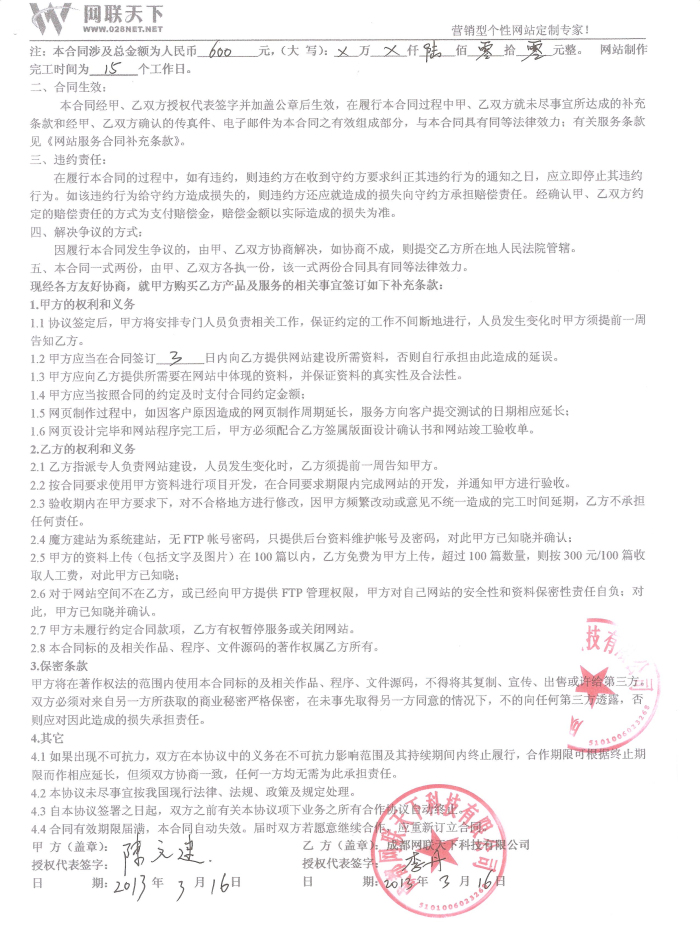 网联天下
WWW.028NET.NET
营销型个性网站定制专家！
注：本合同涉及总金额为人民币 600 元，（大 写）：× 万 × 仟 陆 佰 零 拾 零 元整。 网站制作
完工时间为 15 个工作日。
二、合同生效：
本合同经甲、乙双方授权代表签字并加盖公章后生效，在履行本合同过程中甲、乙双方就未尽事宜所达成的补充
条款和经甲、乙双方确认的传真件、电子邮件为本合同之有效组成部分，与本合同具有同等法律效力；有关服务条款
见《网站服务合同补充条款》。
三、违约责任：
在履行本合同的过程中，如有违约，则违约方在收到守约方要求纠正其违约行为的通知之日，应立即停止其违约
行为。如该违约行为给守约方造成损失的，则违约方还应就造成的损失向守约方承担赔偿责任。 经确认甲、乙双方约
定的赔偿责任的方式为支付赔偿金，赔偿金额以实际造成的损失为准。
四、解决争议的方式：
因履行本合同发生争议的，由甲、乙双方协商解决，如协商不成，则提交乙方所在地人民法院管辖。
五、本合同一式两份，由甲、乙双方各执一份，该一式两份合同具有同等法律效力。
现经各方友好协商，就甲方购买乙方产品及服务的相关事宜签订如下补充条款：
1.甲方的权利和义务
1.1 协议签定后，甲方将安排专门人员负责相关工作，保证约定的工作不间断地进行，人员发生变化时甲方须提前一周
告知乙方。
1.2 甲方应当在合同签订 3 日内向乙方提供网站建设所需资料，否则自行承担由此造成的延误。
1.3 甲方应向乙方提供所需要在网站中体现的资料，并保证资料的真实性及合法性。
1.4 甲方应当按照合同的约定及时支付合同约定金额；
1.5 网页制作过程中，如因客户原因造成的网页制作周期延长，服务方向客户提交测试的日期相应延长；
1.6 网页设计完毕和网站程序完工后，甲方必须配合乙方签属版面设计确认书和网站竣工验收单。
2.乙方的权利和义务
2.1 乙方指派专人负责网站建设，人员发生变化时，乙方须提前一周告知甲方。
2.2 按合同要求使用甲方资料进行项目开发，在合同要求期限内完成网站的开发，并通知甲方进行验收。
2.3 验收期内在甲方要求下，对不合格地方进行修改，因甲方频繁改动或意见不统一造成的完工时间延期，乙方不承担
任何责任。
2.4 魔方建站为系统建站，无 FTP 帐号密码，只提供后台资料维护帐号及密码，对此甲方已知晓并确认；
2.5 甲方的资料上传（包括文字及图片）在 100 篇以内，乙方免费为甲方上传，超过 100 篇数量，则按 300 元/100 篇收
取人工费，对此甲方已知晓；
2.6 对于网站空间不在乙方，或已经向甲方提供 FTP 管理权限，甲方对自己网站的安全性和资料保密性责任自负；对
此，甲方已知晓并确认。
2.7 甲方未履行约定合同款项，乙方有权暂停服务或关闭网站。
2.8 本合同标的及相关作品、程序、文件源码的著作权属乙方所有。
3.保密条款
甲方将在著作权法的范围内使用本合同标的及相关作品、程序、文件源码，不得将其复制、宣传、出售或许给第三方。
双方必须对来自另一方所获取的商业秘密严格保密，在未事先取得另一方同意的情况下，不的向任何第三方透露，否
则应对因此造成的损失承担责任。
4.其它
4.1 如果出现不可抗力，双方在本协议中的义务在不可抗力影响范围及其持续期间内终止履行，合作期限可根据终止期
限而作相应延长，但须双方协商一致，任何一方均无需为此承担责任。
4.2 本协议未尽事宜按我国现行法律、法规、政策及规定处理。
4.3 自本协议签署之日起，双方之前有关本协议项下业务之所有合作协议自动终止。
4.4 合同有效期限届满，本合同自动失效。届时双方若愿意继续合作，应重新订立合同。
甲 方（盖章）： 陈元建 乙 方（盖章）：成都网联天下科技有限公司
授权代表签字： 授权代表签字： 李丹
日 期：2013 年 3 月 16 日 日 期：2013 年 3 月 16 日
技有
5101006023268
成都网联天下科技有限公司
5101006023268